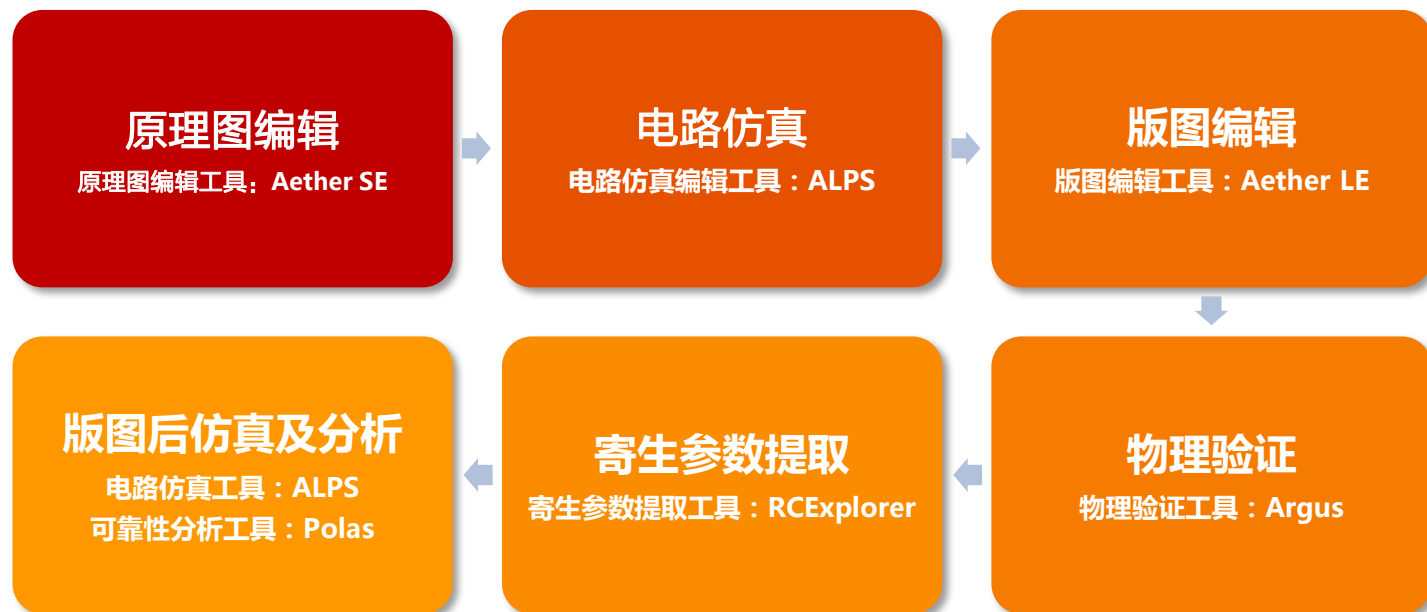 原理图编辑
原理图编辑工具：Aether SE
电路仿真
电路仿真编辑工具：ALPS
版图编辑
版图编辑工具：Aether LE
版图后仿真及分析
电路仿真工具：ALPS
可靠性分析工具：Polas
寄生参数提取
寄生参数提取工具：RCExplorer
物理验证
物理验证工具：Argus